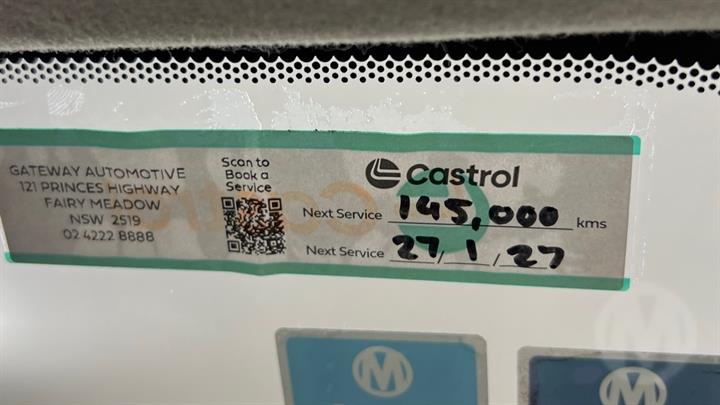 GATEWAY AUTOMOTIVE
121 PRINCES HIGHWAY
FAIRY MEADOW
NSW 2519
02 4222 8888
Scan to
Book a
Service
Castrol
Next Service 145,000 kms
Next Service 27/1/27
M
M
M